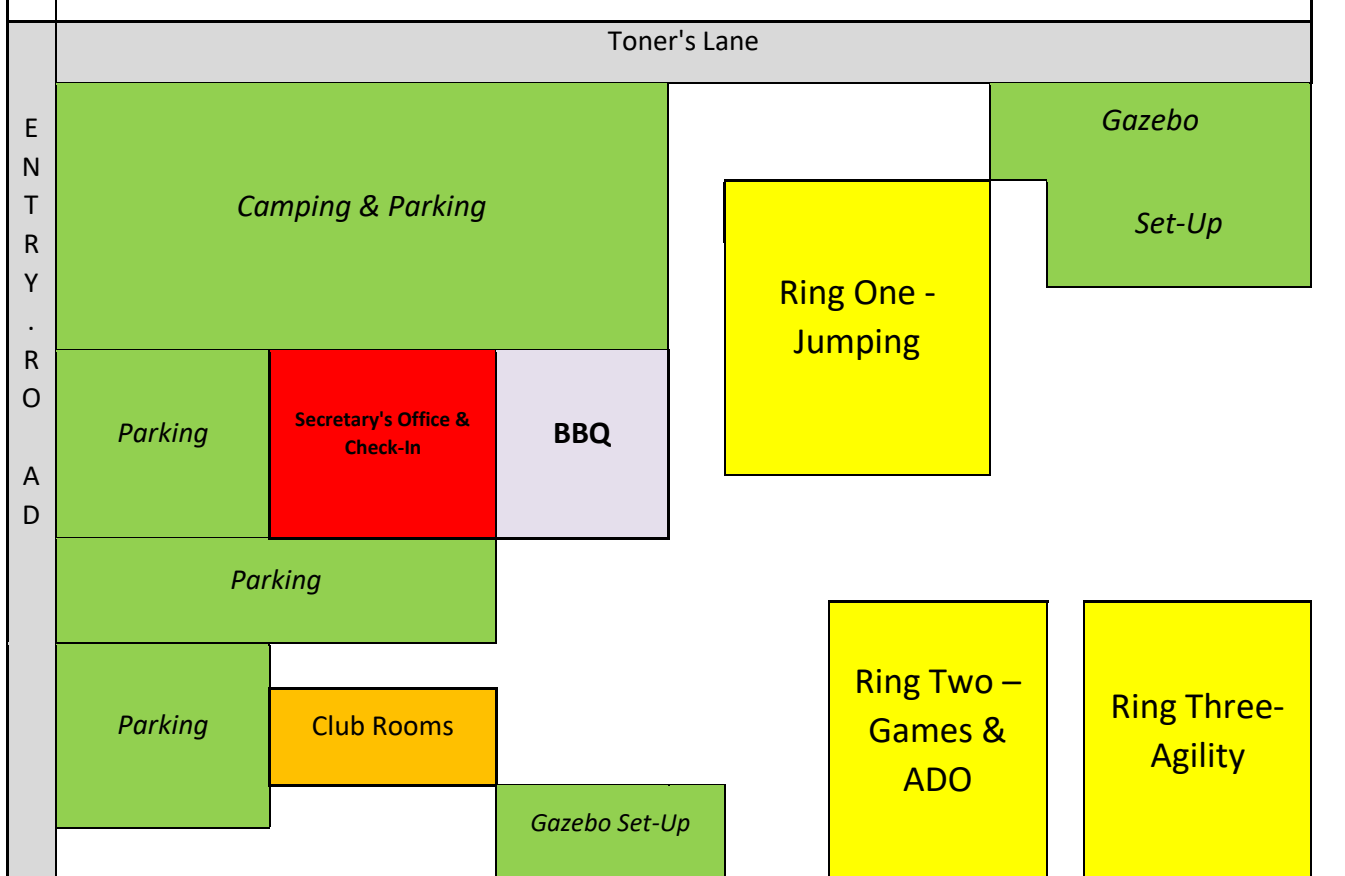 Toner's Lane
E
N
T
R
Y
.
R
O
A
D
Camping & Parking
Gazebo
Set-Up
Ring One -
Jumping
Parking
Secretary's Office &
Check-In
BBQ
Parking
Parking
Club Rooms
Gazebo Set-Up
Ring Two –
Games &
ADO
Ring Three-
Agility